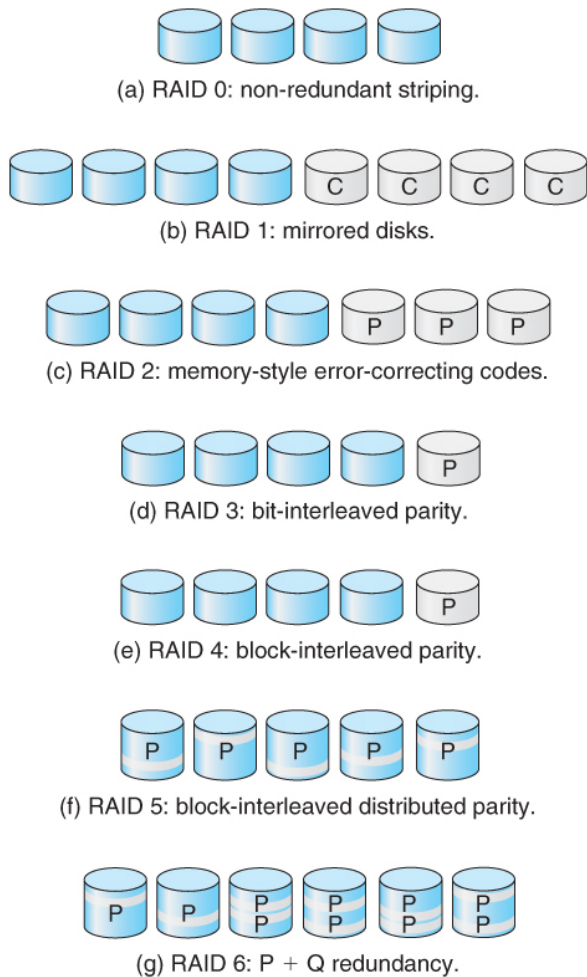 (a) RAID 0: non-redundant striping.
C C C C
(b) RAID 1: mirrored disks.
P P P
(c) RAID 2: memory-style error-correcting codes.
P
(d) RAID 3: bit-interleaved parity.
P
(e) RAID 4: block-interleaved parity.
P P P P P
(f) RAID 5: block-interleaved distributed parity.
P P P P P P
P P P P
(g) RAID 6: P + Q redundancy.